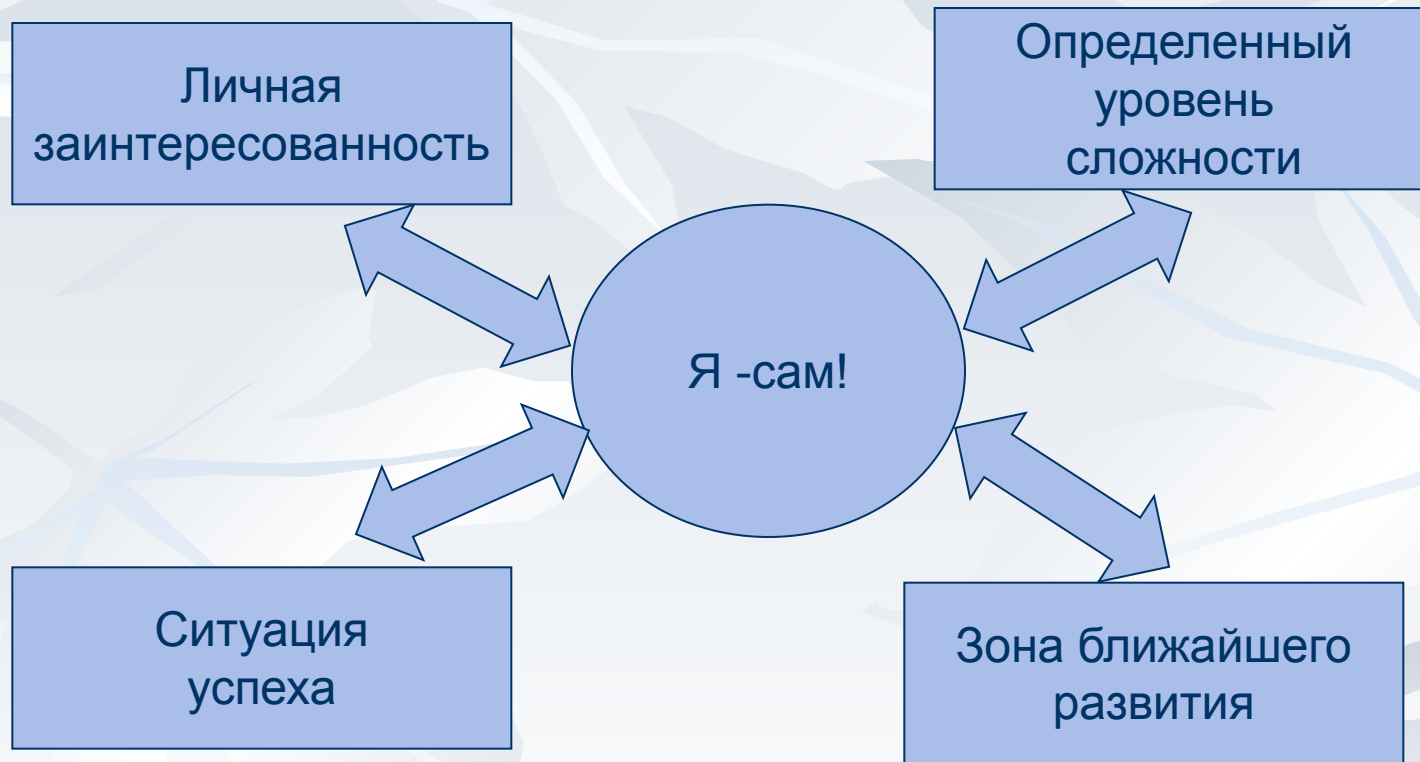 Личная
заинтересованность
Определенный
уровень
сложности
Я -сам!
Ситуация
успеха
Зона ближайшего
развития